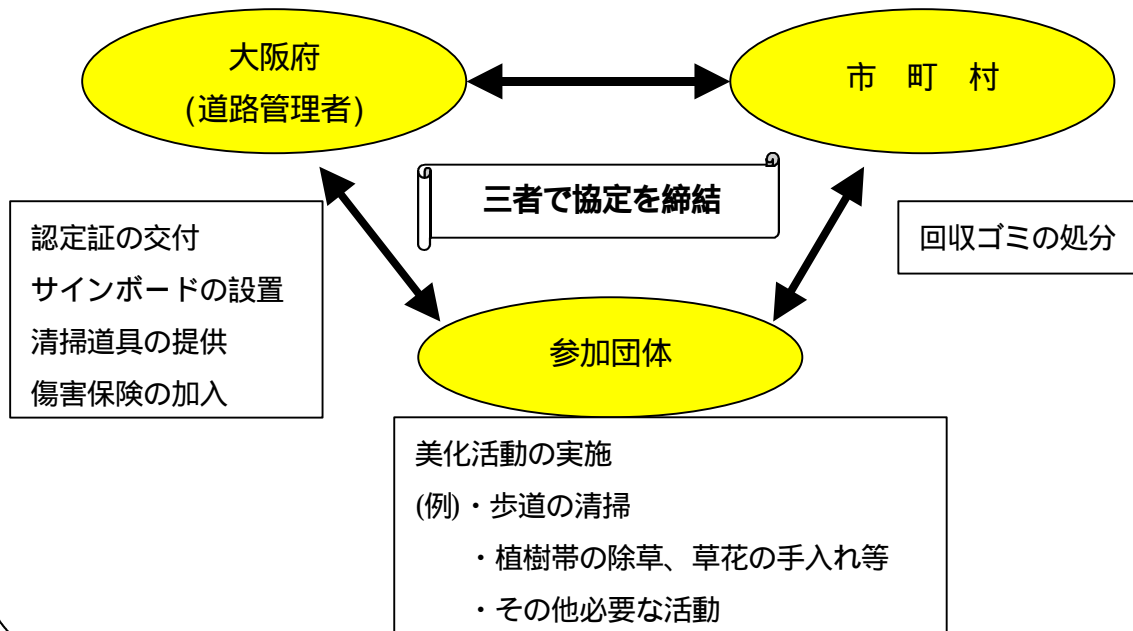 大阪府
(道路管理者)
市 町 村
三者で協定を締結
認定証の交付
サインボードの設置
清掃道具の提供
傷害保険の加入
回収ゴミの処分
参加団体
美化活動の実施
(例)・歩道の清掃
・植樹帯の除草、草花の手入れ等
・その他必要な活動